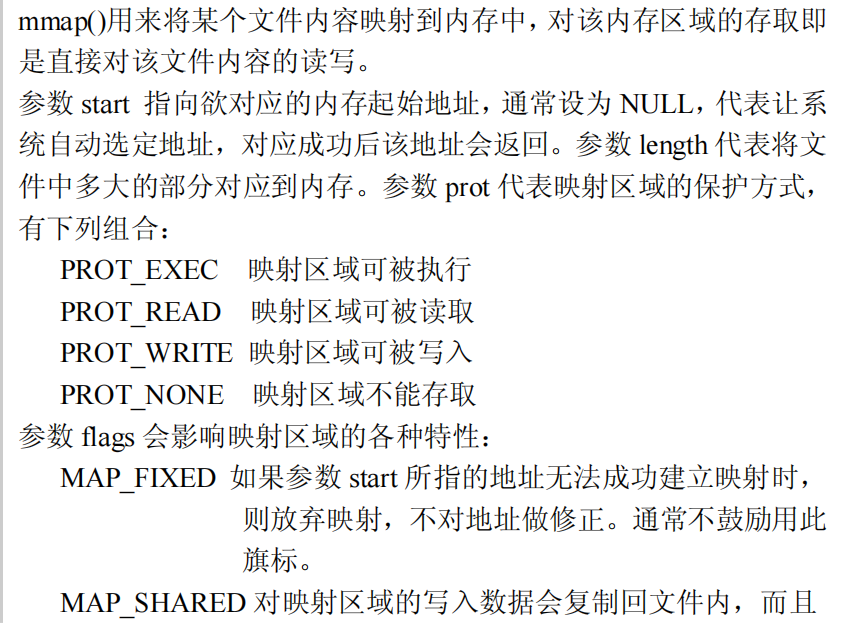 mmap()用来将某个文件内容映射到内存中，对该内存区域的存取即
是直接对该文件内容的读写。
参数 start 指向欲对应的内存起始地址，通常设为 NULL，代表让系
统自动选定地址，对应成功后该地址会返回。参数 length 代表将文
件中多大的部分对应到内存。参数 prot 代表映射区域的保护方式，
有下列组合：
PROT_EXEC 映射区域可被执行
PROT_READ 映射区域可被读取
PROT_WRITE 映射区域可被写入
PROT_NONE 映射区域不能存取
参数 flags 会影响映射区域的各种特性：
MAP_FIXED 如果参数 start 所指的地址无法成功建立映射时，
则放弃映射，不对地址做修正。通常不鼓励用此
旗标。
MAP_SHARED 对映射区域的写入数据会复制回文件内，而且